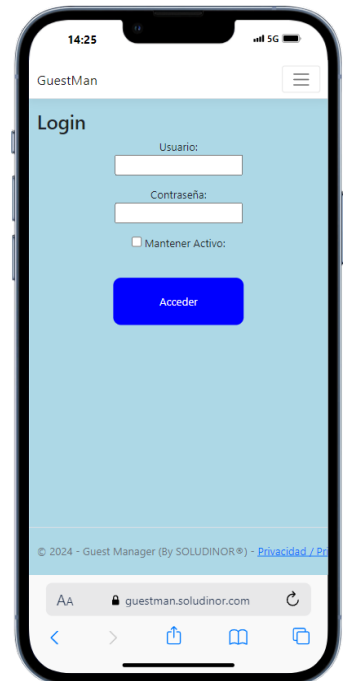 14:25
5G
GuestMan
Login
Usuario:
Contraseña:
Mantener Activo:
Acceder
© 2024 - Guest Manager (By SOLUDINOR®) - Privacidad / Pri
AA
guestman.soludinor.com